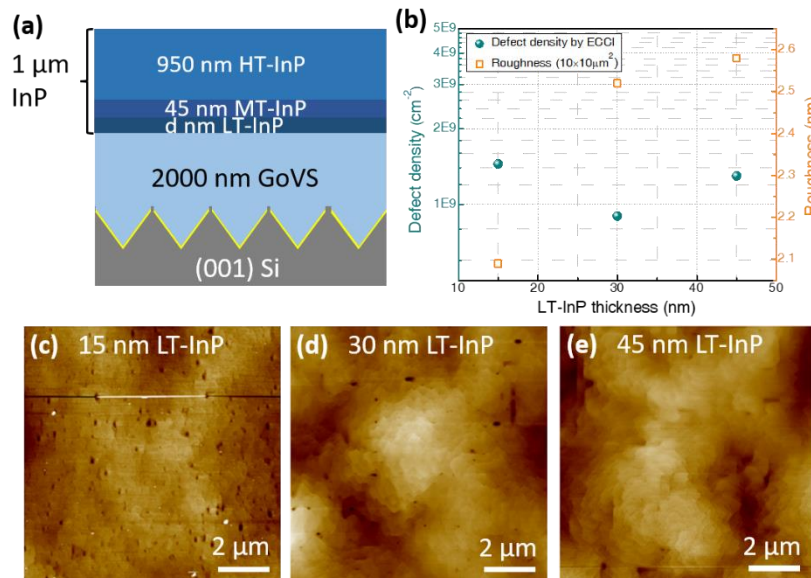 (a)
1 μm
InP
950 nm HT-InP
45 nm MT-InP
d nm LT-InP
2000 nm GoVS
(001) Si
(b)
Defect density by ECCI
Roughness (10×10μm²)
Defect density (cm⁻²)
5E9
4E9
3E9
2E9
1E9
Roughness (nm)
2.6
2.5
2.4
2.3
2.2
2.1
10 20 30 40 50
LT-InP thickness (nm)
(c) 15 nm LT-InP
2 μm
(d) 30 nm LT-InP
2 μm
(e) 45 nm LT-InP
2 μm